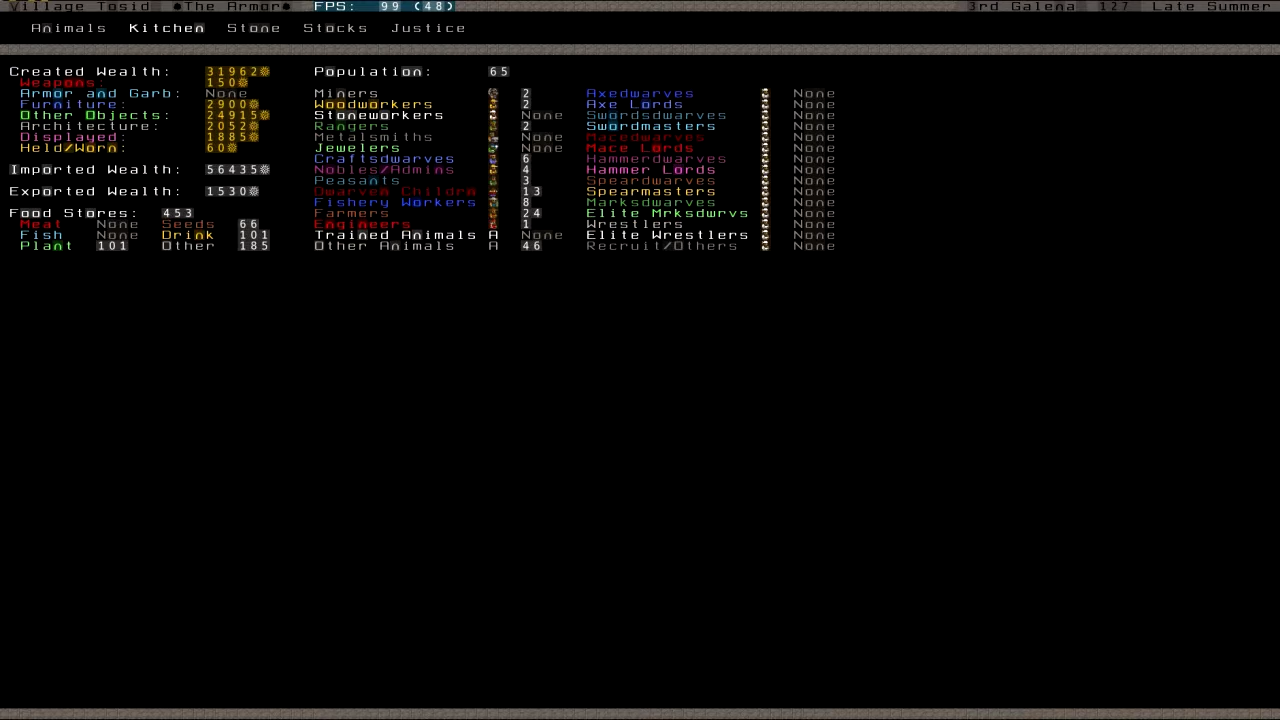 Village Tosid •The Armor• FPS: 99 (48) 3rd Galena 127 Late Summer
Animals Kitchen Stone Stocks Justice
Created Wealth: 31962☼ Population: 65
Weapons: 150☼
Armor and Garb: None Miners 2 Axedwarves None
Furniture: 2900☼ Woodworkers 2 Axe Lords None
Other Objects: 24915☼ Stoneworkers None Swordsdwarves None
Architecture: 2052☼ Rangers 2 Swordmasters None
Displayed: 1885☼ Metalsmiths None Macedwarves None
Held/Worn: 60☼ Jewelers None Mace Lords None
Craftsdwarves 6 Hammerdwarves None
Imported Wealth: 56435☼ Nobles/Admins 4 Hammer Lords None
Peasants 3 Speardwarves None
Exported Wealth: 1530☼ Dwarven Childrn 13 Spearmasters None
Fishery Workers 8 Marksdwarves None
Food Stores: 453 Farmers 24 Elite Mrksdwrvs None
Meat None Seeds 66 Engineers 1 Wrestlers None
Fish None Drink 101 Trained Animals A None Elite Wrestlers None
Plant 101 Other 185 Other Animals A 46 Recruit/Others None